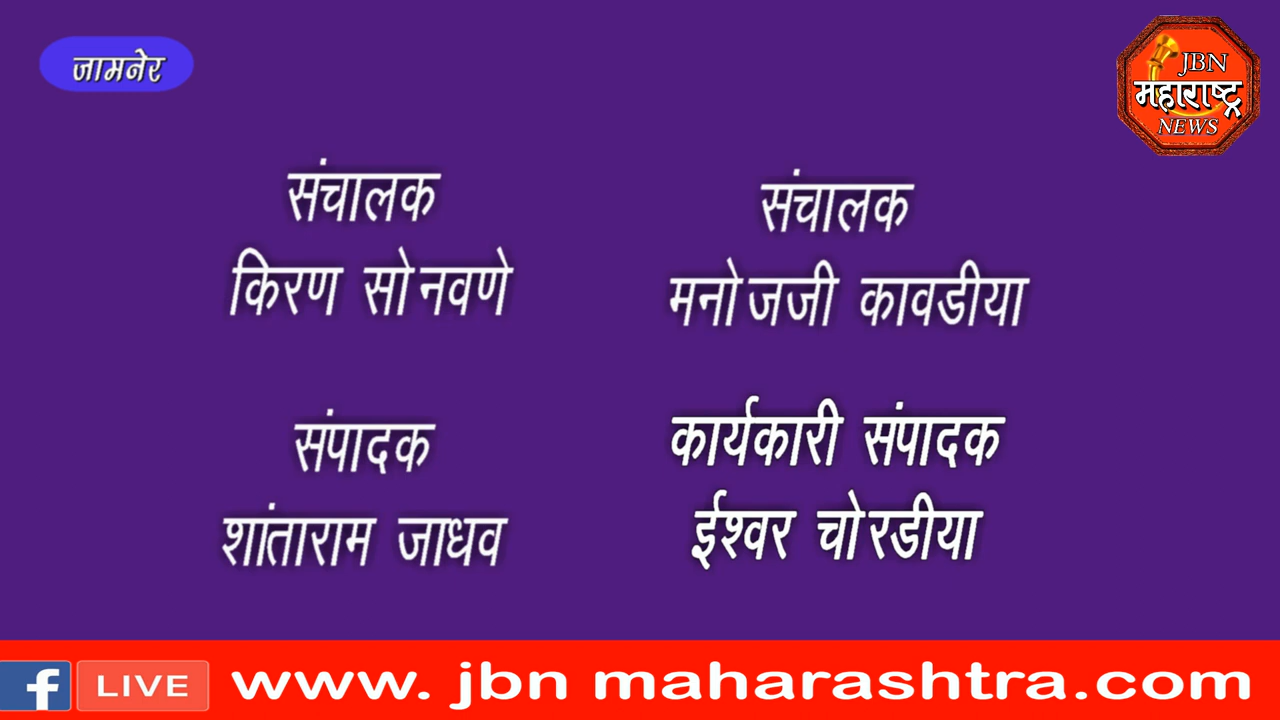 जामनेर
JBN
महाराष्ट्र
NEWS
संचालक
किरण सोनवणे
संचालक
मनोजजी कावडीया
संपादक
शांताराम जाधव
कार्यकारी संपादक
ईश्वर चोरडीया
f LIVE www. jbn maharashtra.com